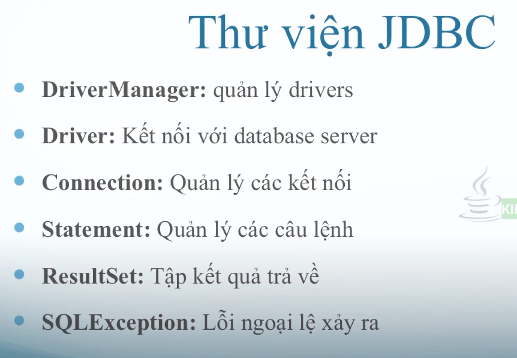 Thư viện JDBC
DriverManager: quản lý drivers
Driver: Kết nối với database server
Connection: Quản lý các kết nối
Statement: Quản lý các câu lệnh
ResultSet: Tập kết quả trả về
SQLException: Lỗi ngoại lệ xảy ra